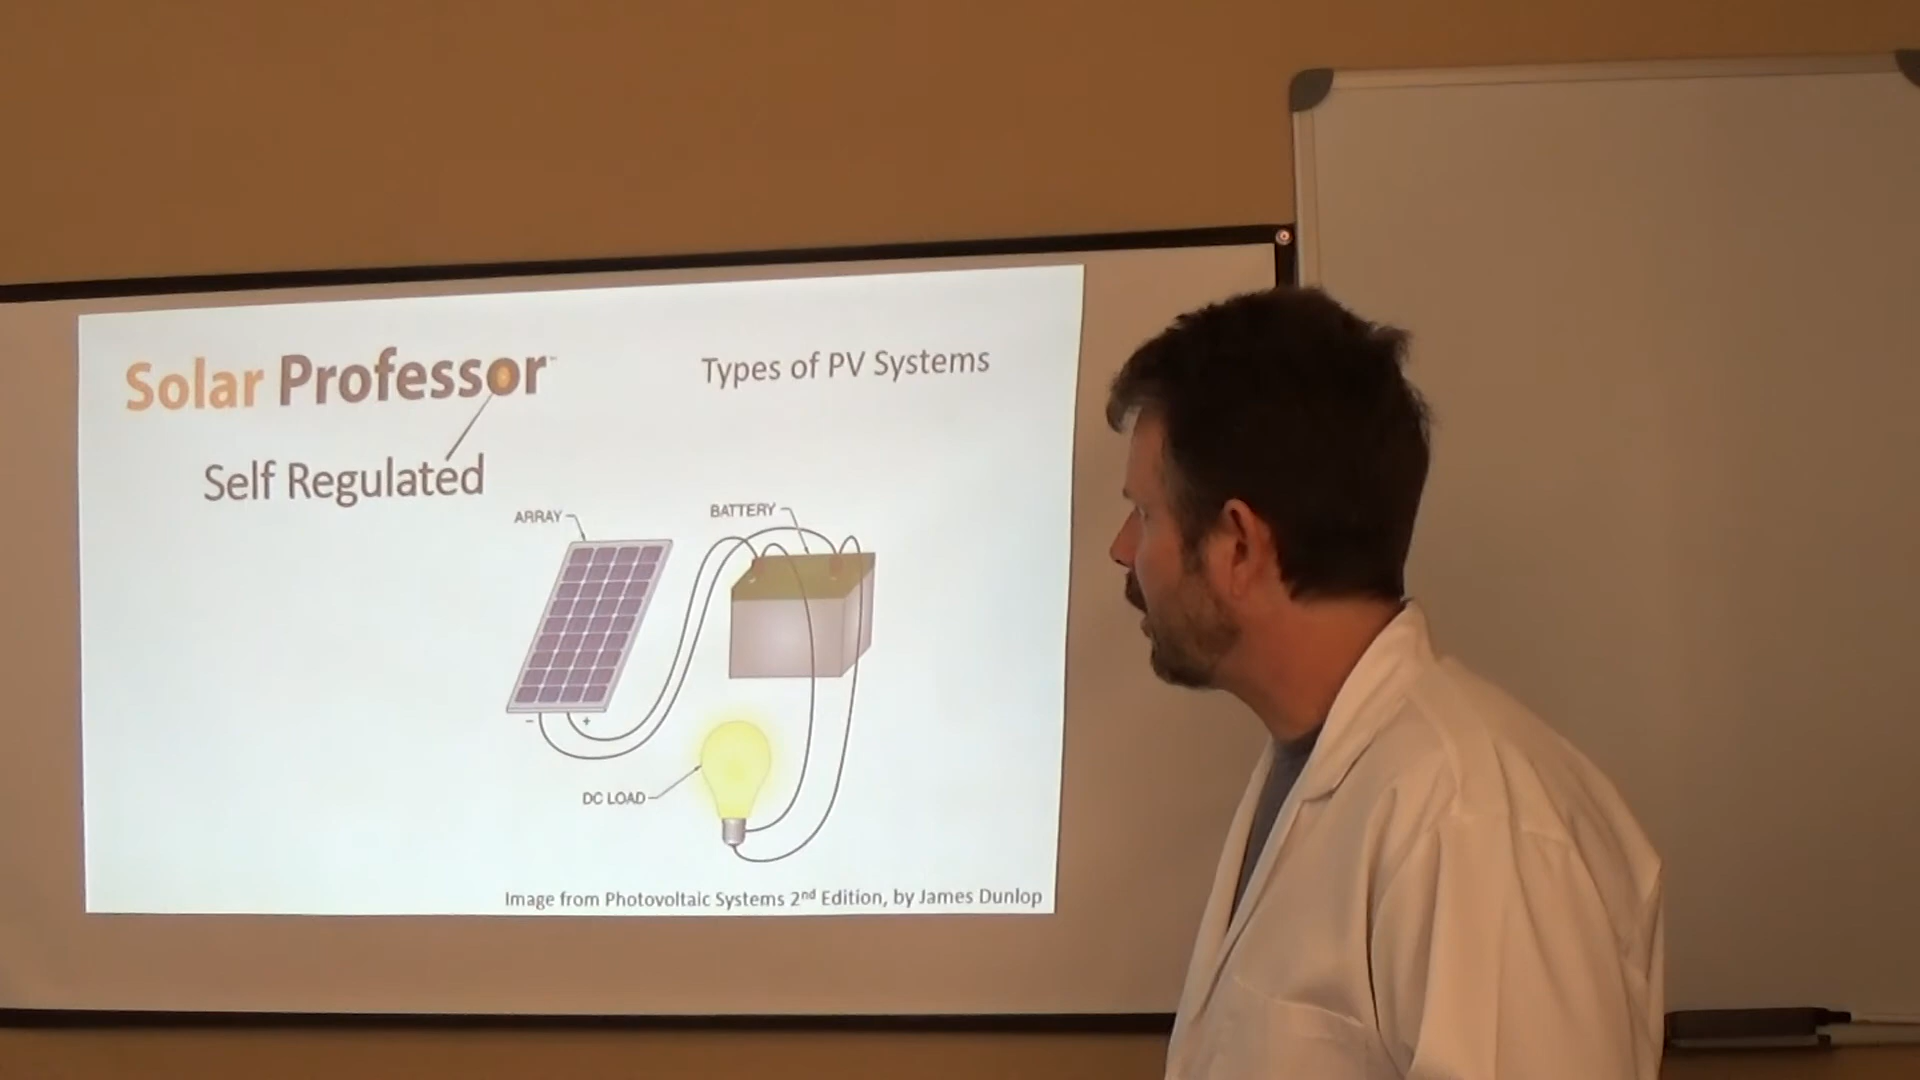 Solar Professor™
Types of PV Systems
Self Regulated
ARRAY
BATTERY
- +
DC LOAD
Image from Photovoltaic Systems 2nd Edition, by James Dunlop